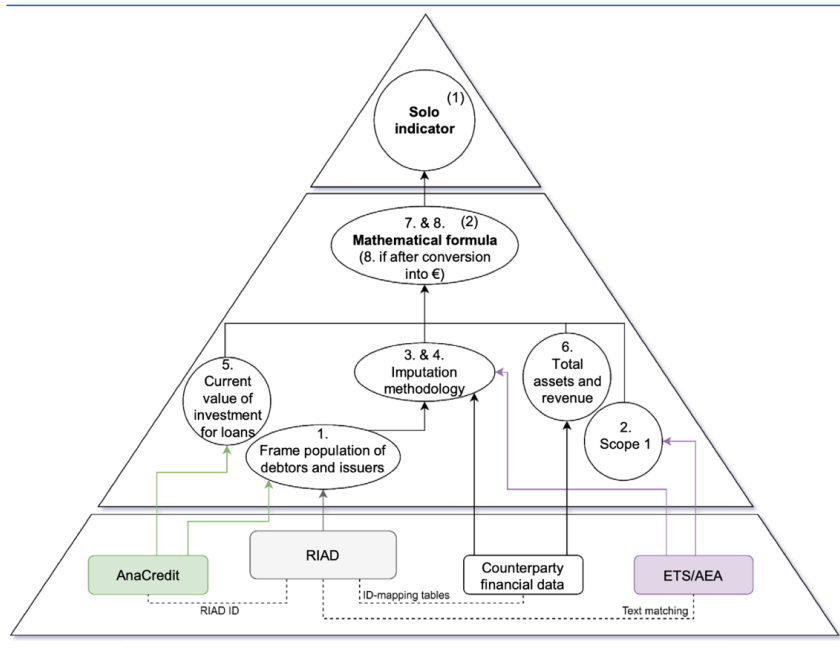 (1)
Solo
indicator
7. & 8. (2)
Mathematical formula
(8. if after conversion
into €)
5.
Current
value of
investment
for loans
3. & 4.
Imputation
methodology
6.
Total
assets and
revenue
1.
Frame population of
debtors and issuers
2.
Scope 1
AnaCredit
RIAD
Counterparty
financial data
ETS/AEA
RIAD ID
ID-mapping tables
Text matching